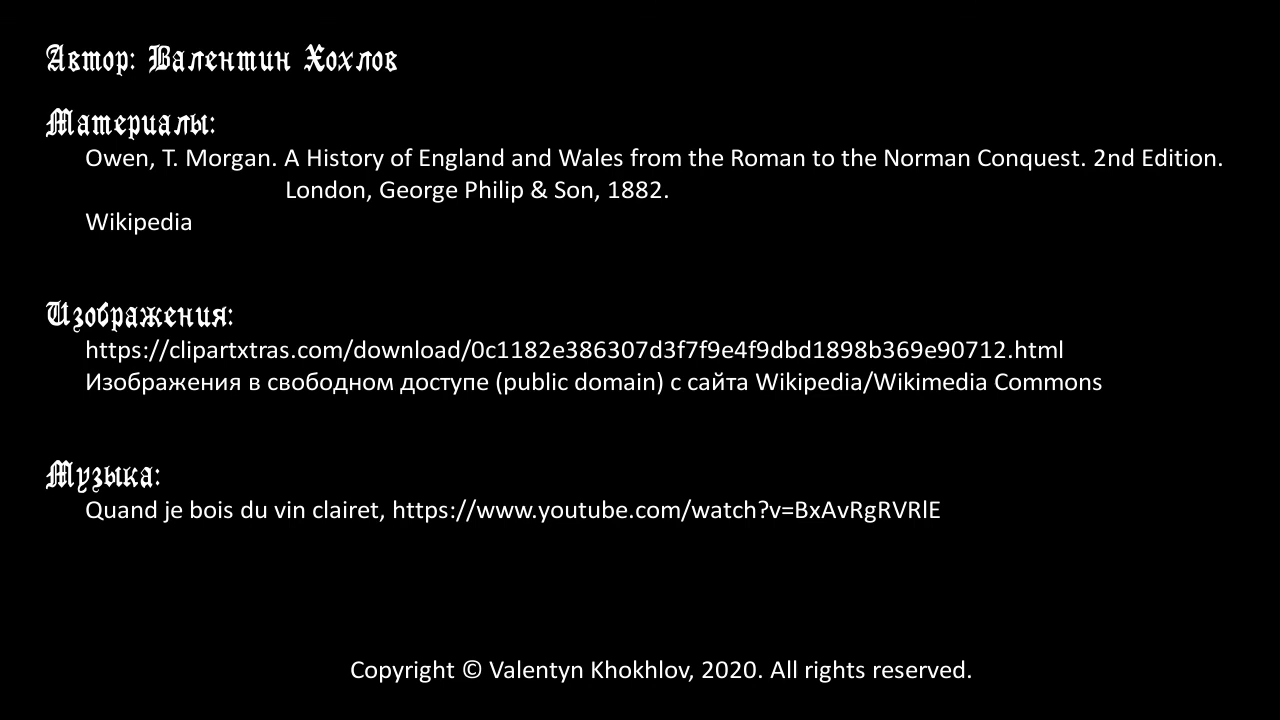 Автор: Валентин Хохлов
Материалы:
Owen, T. Morgan. A History of England and Wales from the Roman to the Norman Conquest. 2nd Edition.
London, George Philip & Son, 1882.
Wikipedia
Изображения:
https://clipartxtras.com/download/0c1182e386307d3f7f9e4f9dbd1898b369e90712.html
Изображения в свободном доступе (public domain) с сайта Wikipedia/Wikimedia Commons
Музыка:
Quand je bois du vin clairet, https://www.youtube.com/watch?v=BxAvRgRVRlE
Copyright © Valentyn Khokhlov, 2020. All rights reserved.